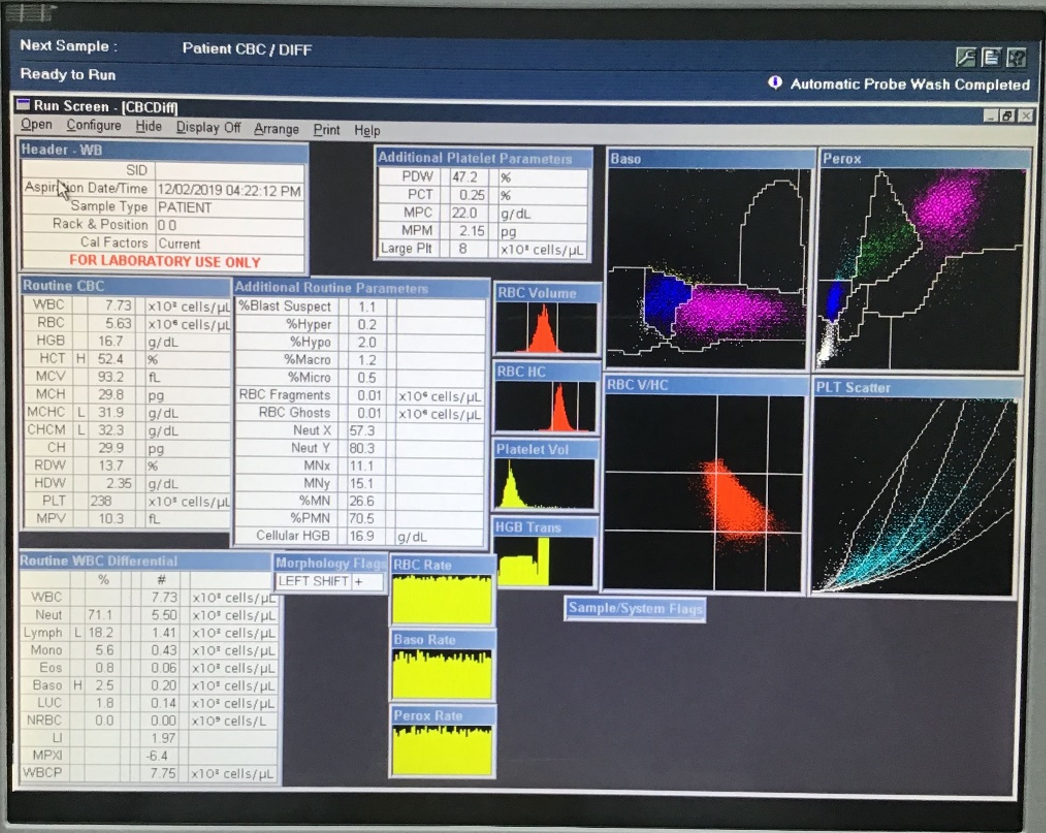 Next Sample : Patient CBC / DIFF
Ready to Run
Automatic Probe Wash Completed
Run Screen - [CBCDiff]
Open Configure Hide Display Off Arrange Print Help
Header - WB
SID
Aspiration Date/Time 12/02/2019 04:22:12 PM
Sample Type PATIENT
Rack & Position 0 0
Cal Factors Current
FOR LABORATORY USE ONLY
Additional Platelet Parameters
PDW 47.2 %
PCT 0.25 %
MPC 22.0 g/dL
MPM 2.15 pg
Large Plt 8 x10³ cells/µL
Baso
Perox
Routine CBC
WBC 7.73 x10³ cells/µL
RBC 5.63 x10⁶ cells/µL
HGB 16.7 g/dL
HCT H 52.4 %
MCV 93.2 fL
MCH 29.8 pg
MCHC L 31.9 g/dL
CHCM L 32.3 g/dL
CH 29.9 pg
RDW 13.7 %
HDW 2.35 g/dL
PLT 238 x10³ cells/µL
MPV 10.3 fL
Additional Routine Parameters
%Blast Suspect 1.1
%Hyper 0.2
%Hypo 2.0
%Macro 1.2
%Micro 0.5
RBC Fragments 0.01 x10⁶ cells/µL
RBC Ghosts 0.01 x10⁶ cells/µL
Neut X 57.3
Neut Y 80.3
MNx 11.1
MNy 15.1
%MN 26.6
%PMN 70.5
Cellular HGB 16.9 g/dL
RBC Volume
RBC HC
Platelet Vol
HGB Trans
RBC V/HC
PLT Scatter
Routine WBC Differential
% #
WBC 7.73 x10³ cells/µL
Neut 71.1 5.50 x10³ cells/µL
Lymph L 18.2 1.41 x10³ cells/µL
Mono 5.6 0.43 x10³ cells/µL
Eos 0.8 0.06 x10³ cells/µL
Baso H 2.5 0.20 x10³ cells/µL
LUC 1.8 0.14 x10³ cells/µL
NRBC 0.0 0.00 x10⁹ cells/L
LI 1.97
MPXI -6.4
WBCP 7.75 x10³ cells/µL
Morphology Flags
LEFT SHIFT +
RBC Rate
Baso Rate
Perox Rate
Sample/System Flags